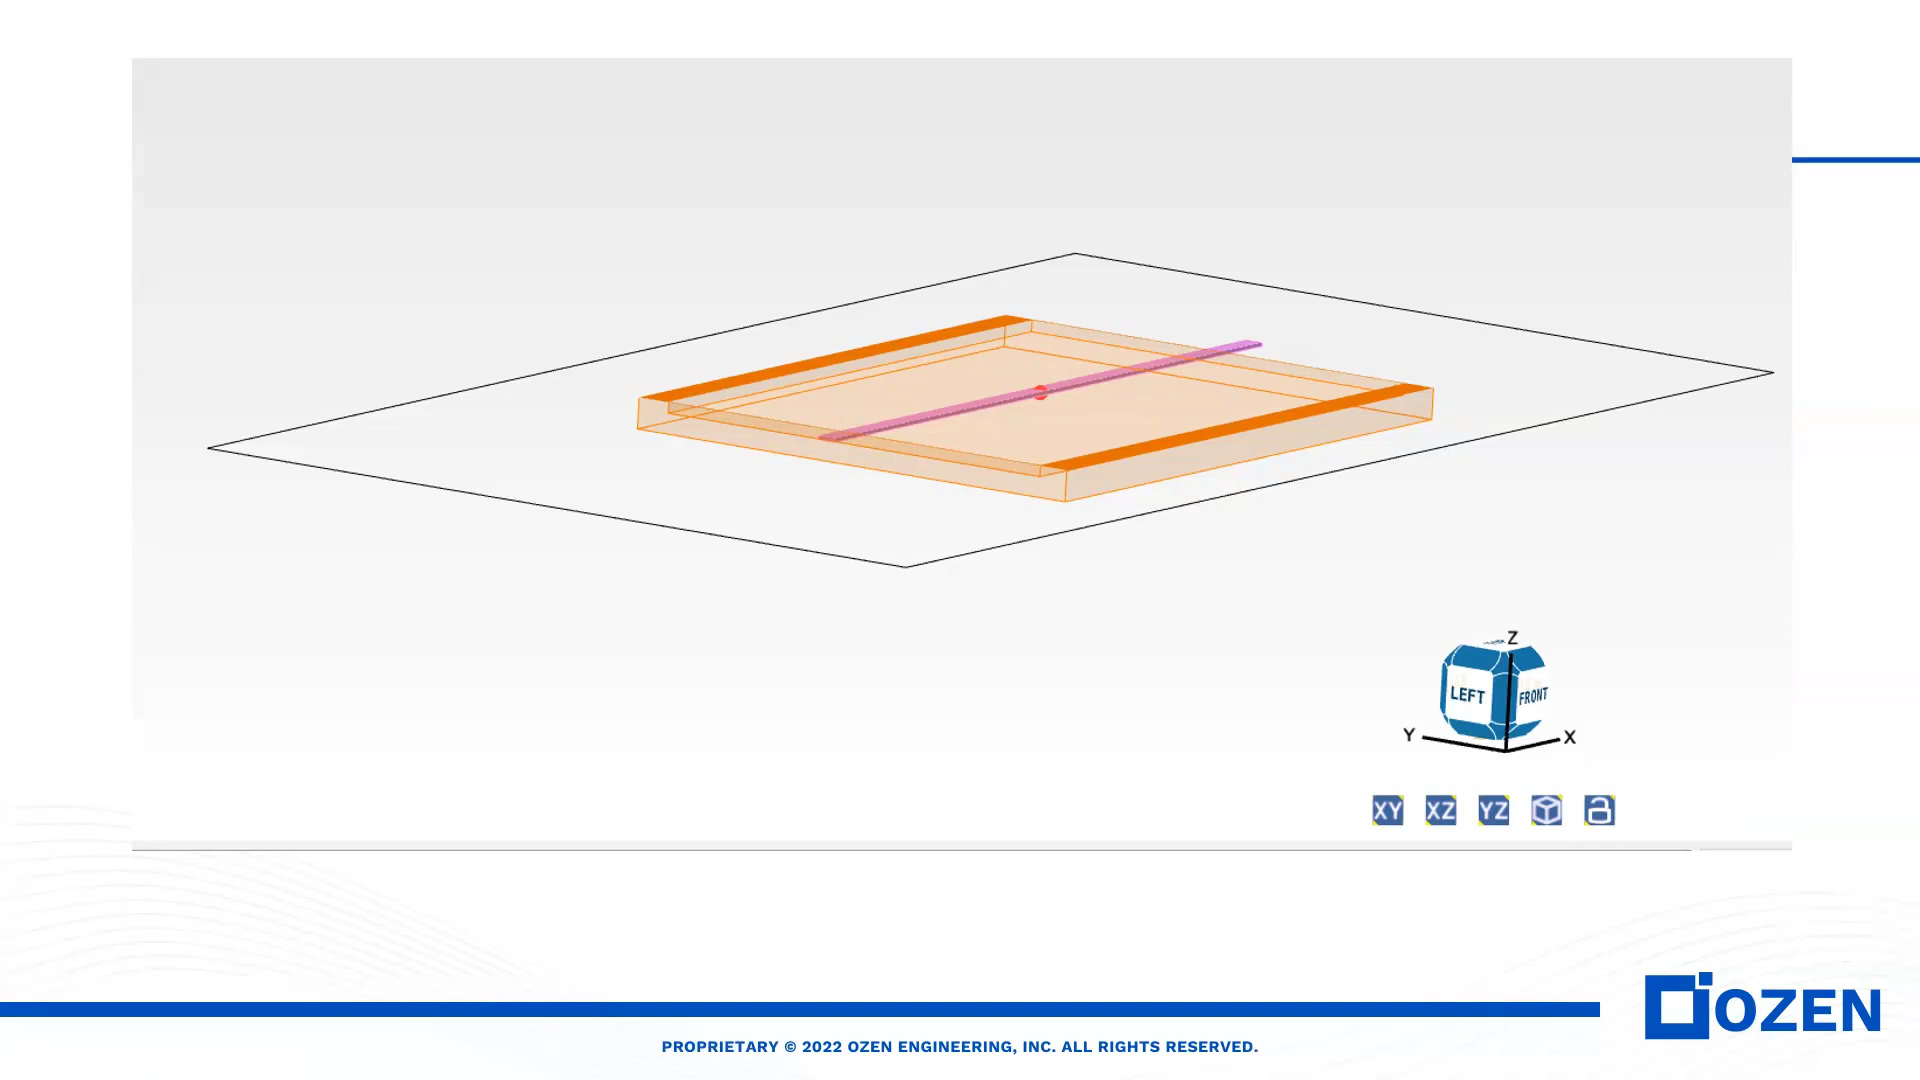 Z
LEFT
FRONT
Y
X
XY XZ YZ
OZEN
PROPRIETARY © 2022 OZEN ENGINEERING, INC. ALL RIGHTS RESERVED.